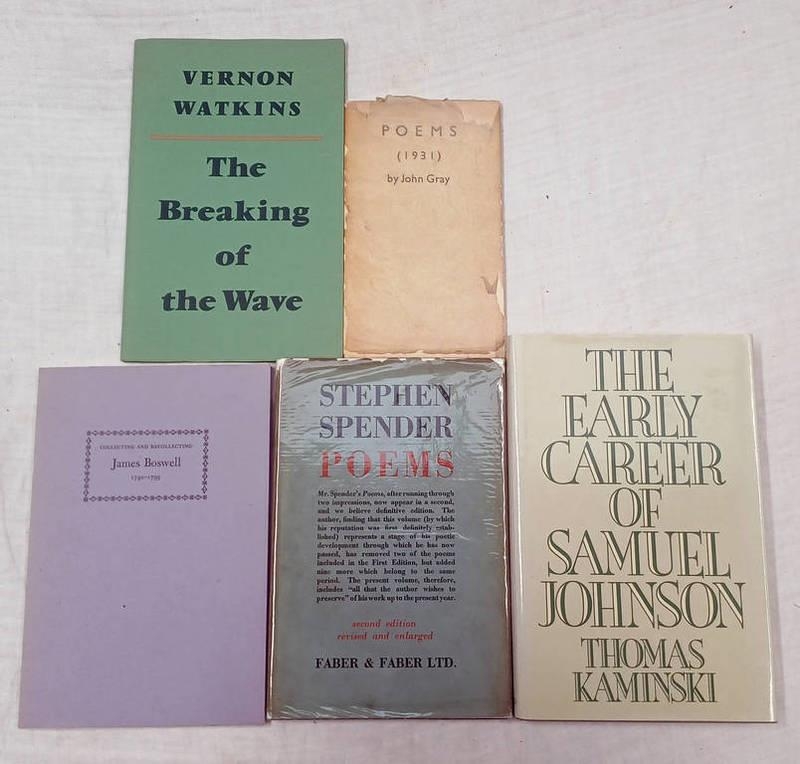 VERNON
WATKINS
The
Breaking
of
the Wave
POEMS
(1931)
by John Gray
COLLECTING AND RECOLLECTING
James Boswell
1740–1795
STEPHEN
SPENDER
POEMS
Mr. Spender's Poems, after running through
two impressions, now appear in a second,
and we believe definitive edition. The
author, finding that this volume (by which
his reputation was first definitely estab-
lished) represents a stage of his poetic
development through which he has now
passed, has removed two of the poems
included in the First Edition, but added
nine more which belong to the same
period. The present volume, therefore,
includes "all that the author wishes to
preserve" of his work up to the present year.
second edition
revised and enlarged
FABER & FABER LTD.
THE
EARLY
CAREER
OF
SAMUEL
JOHNSON
THOMAS
KAMINSKI